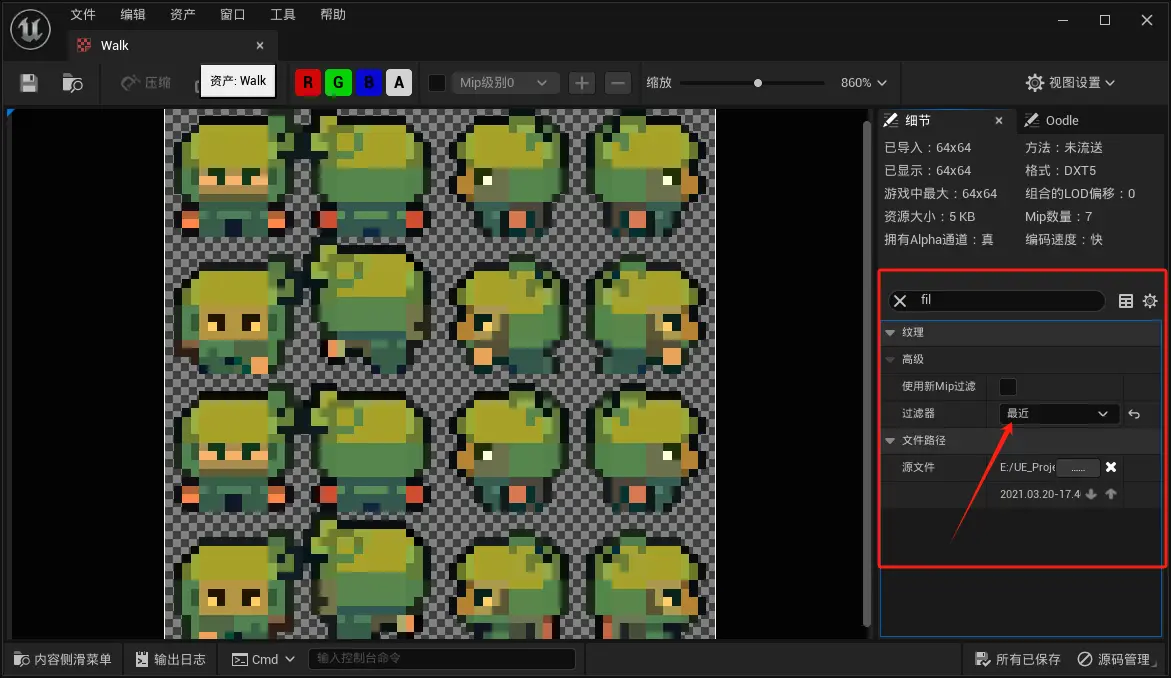 文件 编辑 资产 窗口 工具 帮助
Walk
压缩
资产: Walk
R G B A
Mip级别0
缩放
860%
视图设置
细节
Oodle
已导入：64x64
方法：未流送
已显示：64x64
格式：DXT5
游戏中最大：64x64
组合的LOD偏移：0
资源大小：5 KB
Mip数量：7
拥有Alpha通道：真
编码速度：快
fil
纹理
高级
使用新Mip过滤
过滤器
最近
文件路径
源文件
E:/UE_Proje
......
2021.03.20-17.4
内容侧滑菜单
输出日志
Cmd
输入控制台命令
所有已保存
源码管理